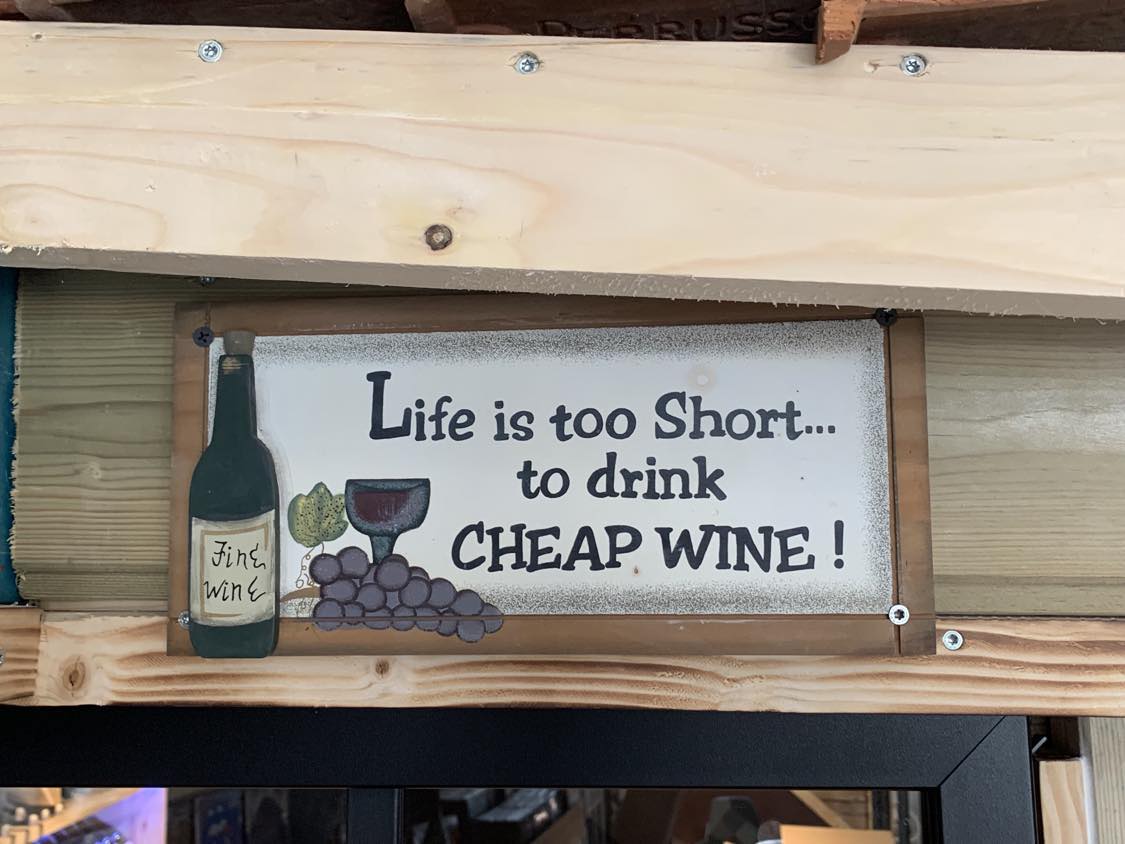 Life is too Short...
to drink
CHEAP WINE !
Fine
wine